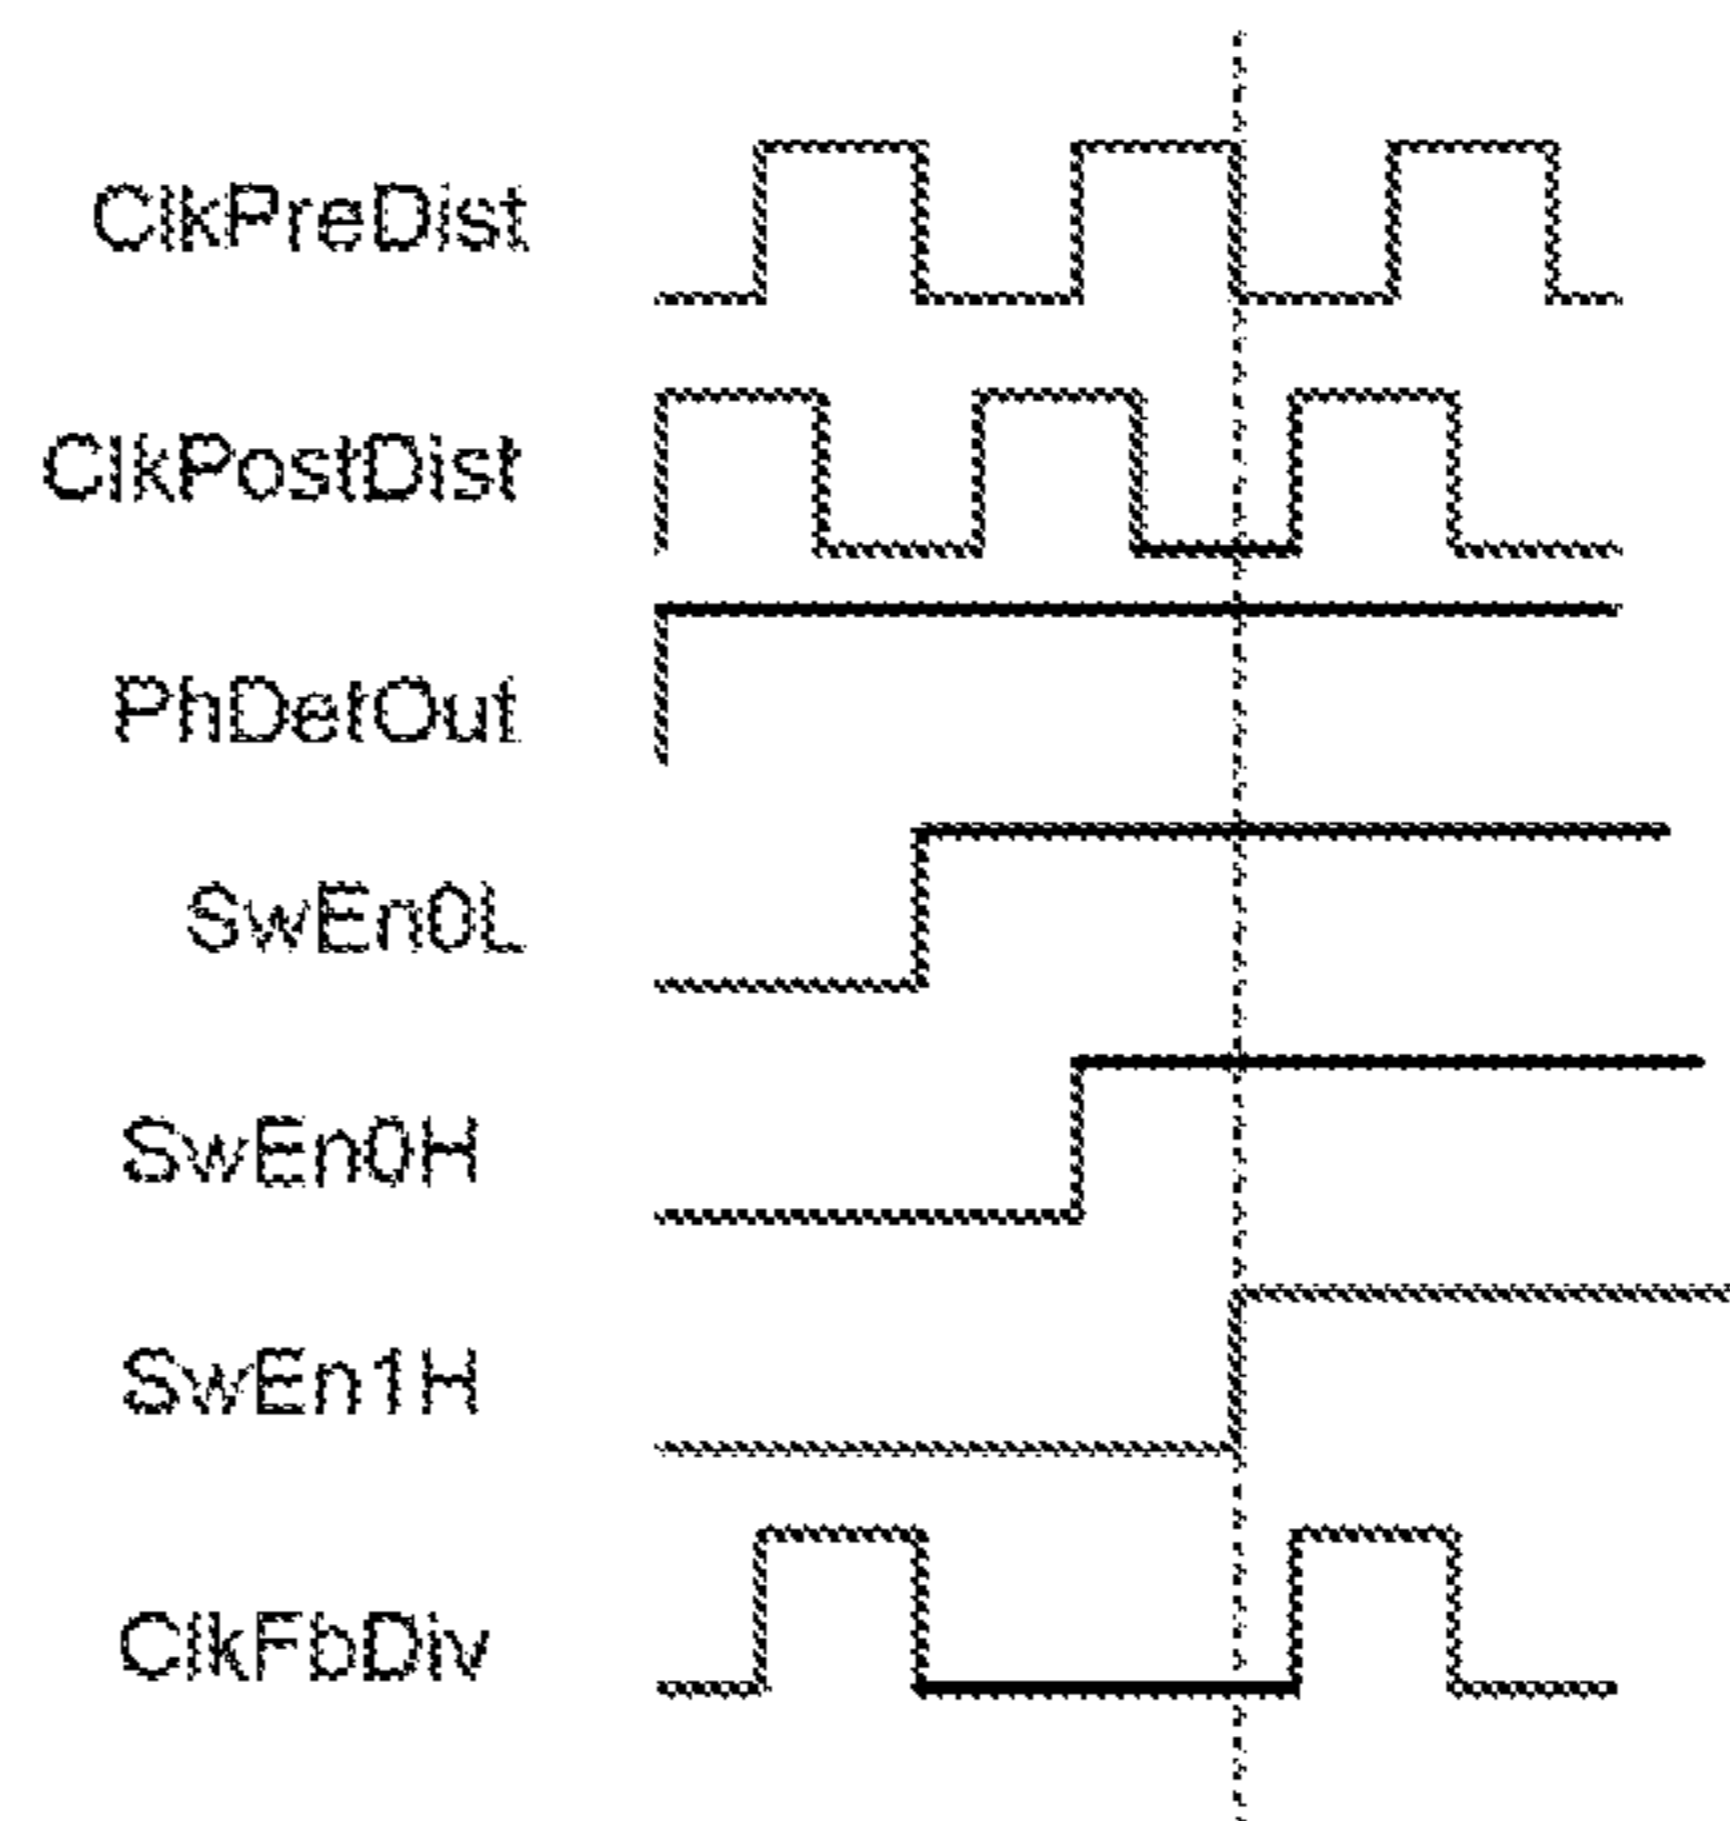 ClkPreDist
ClkPostDist
PhDetOut
SwEn0L
SwEn0H
SwEn1H
ClkFbDiv